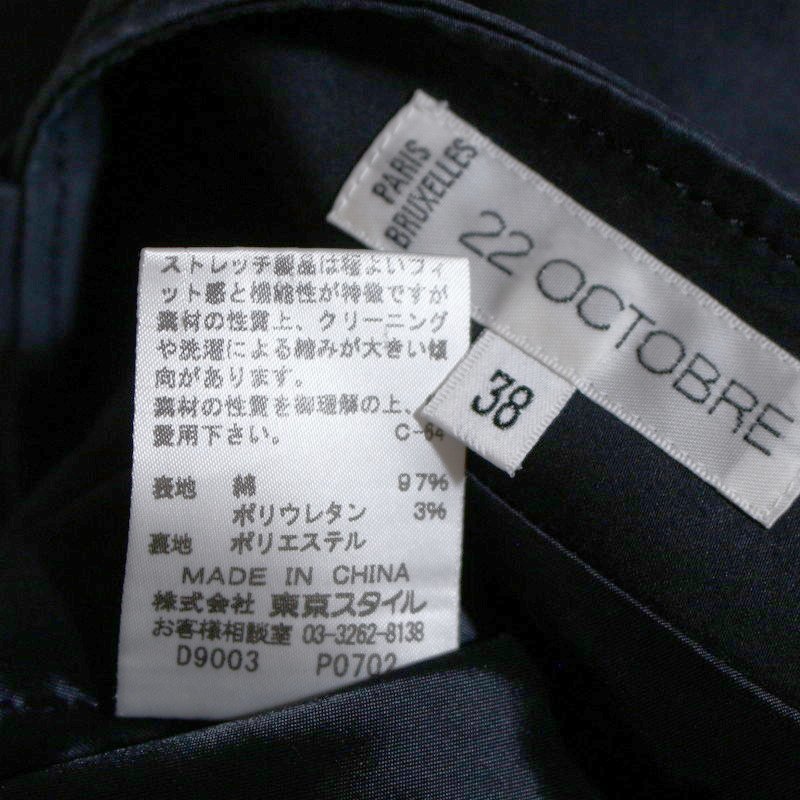 PARIS
BRUXELLES
22 OCTOBRE
38
ストレッチ製品は程よいフィ
ット感と機能性が特徴ですが
素材の性質上、クリーニング
や洗濯による縮みが大きい傾
向があります。
素材の性質を御理解の上、
愛用下さい。 C-64
表地 綿 97%
ポリウレタン 3%
裏地 ポリエステル
MADE IN CHINA
株式会社 東京スタイル
お客様相談室 03-3262-8138
D9003 P0702